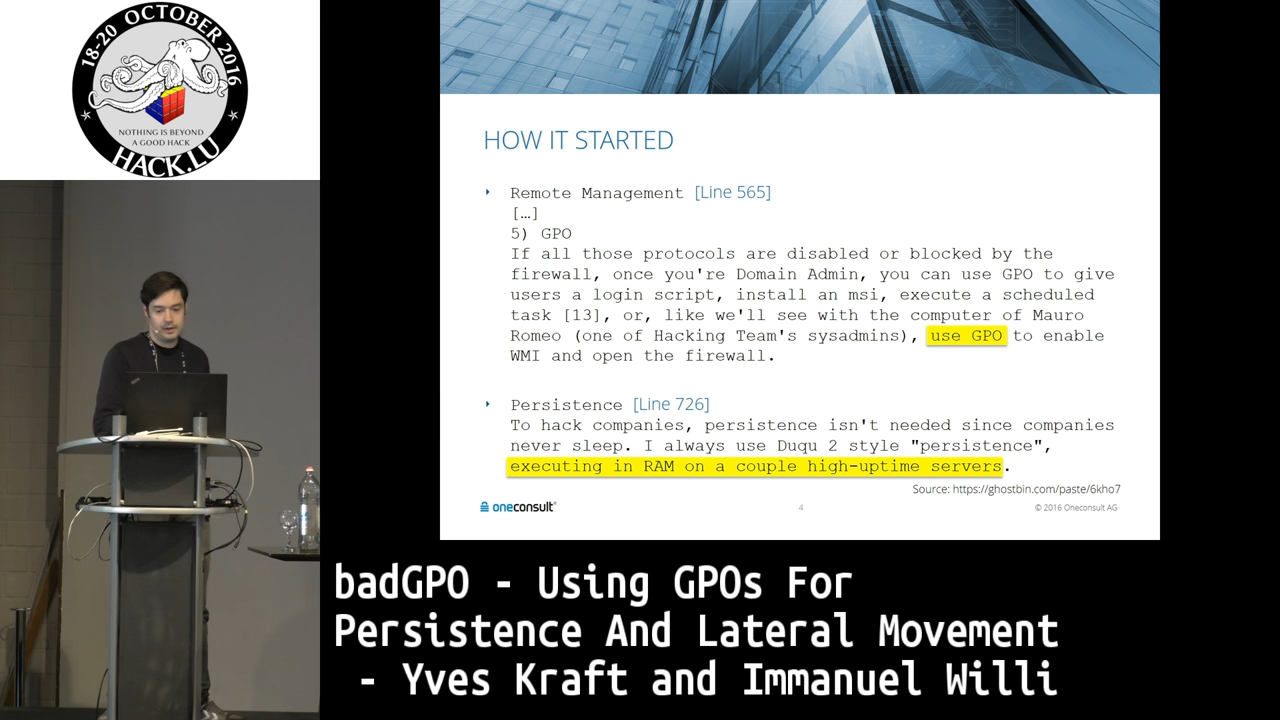 18-20 OCTOBER 2016
NOTHING IS BEYOND
A GOOD HACK
HACK.LU
HOW IT STARTED
Remote Management [Line 565]
[…]
5) GPO
If all those protocols are disabled or blocked by the
firewall, once you're Domain Admin, you can use GPO to give
users a login script, install an msi, execute a scheduled
task [13], or, like we'll see with the computer of Mauro
Romeo (one of Hacking Team's sysadmins), use GPO to enable
WMI and open the firewall.
Persistence [Line 726]
To hack companies, persistence isn't needed since companies
never sleep. I always use Duqu 2 style "persistence",
executing in RAM on a couple high-uptime servers.
Source: https://ghostbin.com/paste/6kho7
oneconsult
4
© 2016 Oneconsult AG
badGPO - Using GPOs For
Persistence And Lateral Movement
- Yves Kraft and Immanuel Willi